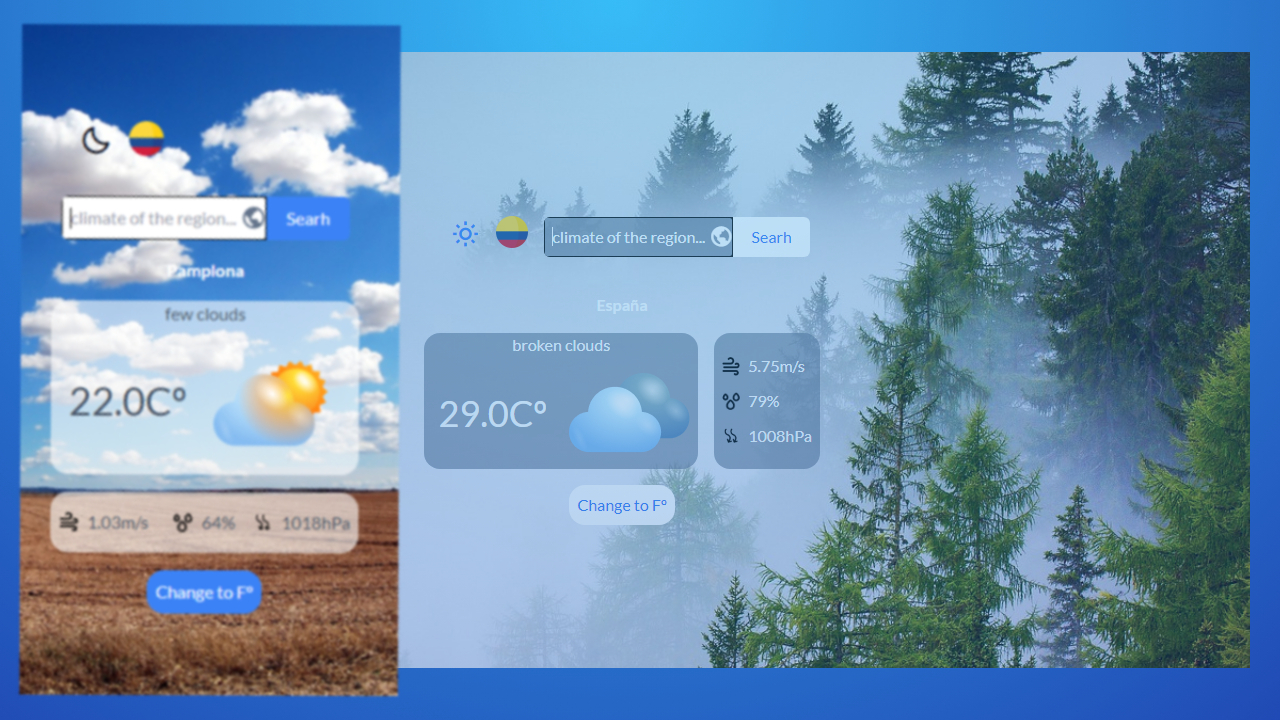 climate of the region...
Searh
Pamplona
few clouds
22.0Cº
1.03m/s
64%
1018hPa
Change to Fº
climate of the region...
Searh
España
broken clouds
29.0Cº
5.75m/s
79%
1008hPa
Change to Fº